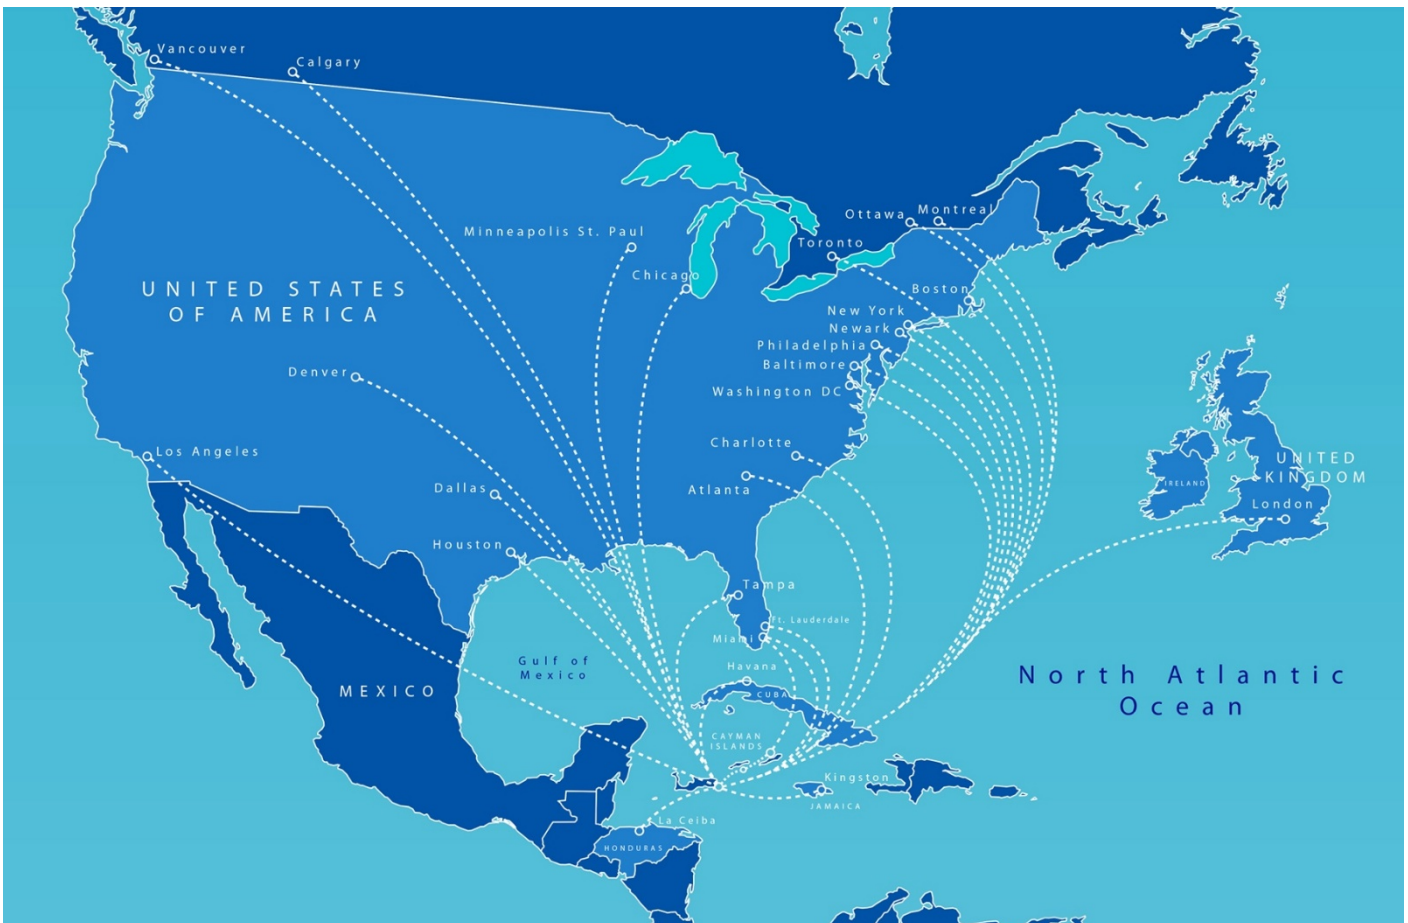 Vancouver
Calgary
Ottawa
Montreal
Minneapolis St. Paul
Toronto
Chicago
UNITED STATES
OF AMERICA
Boston
New York
Newark
Philadelphia
Baltimore
Denver
Washington DC
Charlotte
Los Angeles
Atlanta
Dallas
Houston
UNITED
KINGDOM
IRELAND
London
Tampa
Ft. Lauderdale
Miami
Gulf of
Mexico
Havana
CUBA
MEXICO
North Atlantic
Ocean
CAYMAN
ISLANDS
Kingston
JAMAICA
La Ceiba
HONDURAS